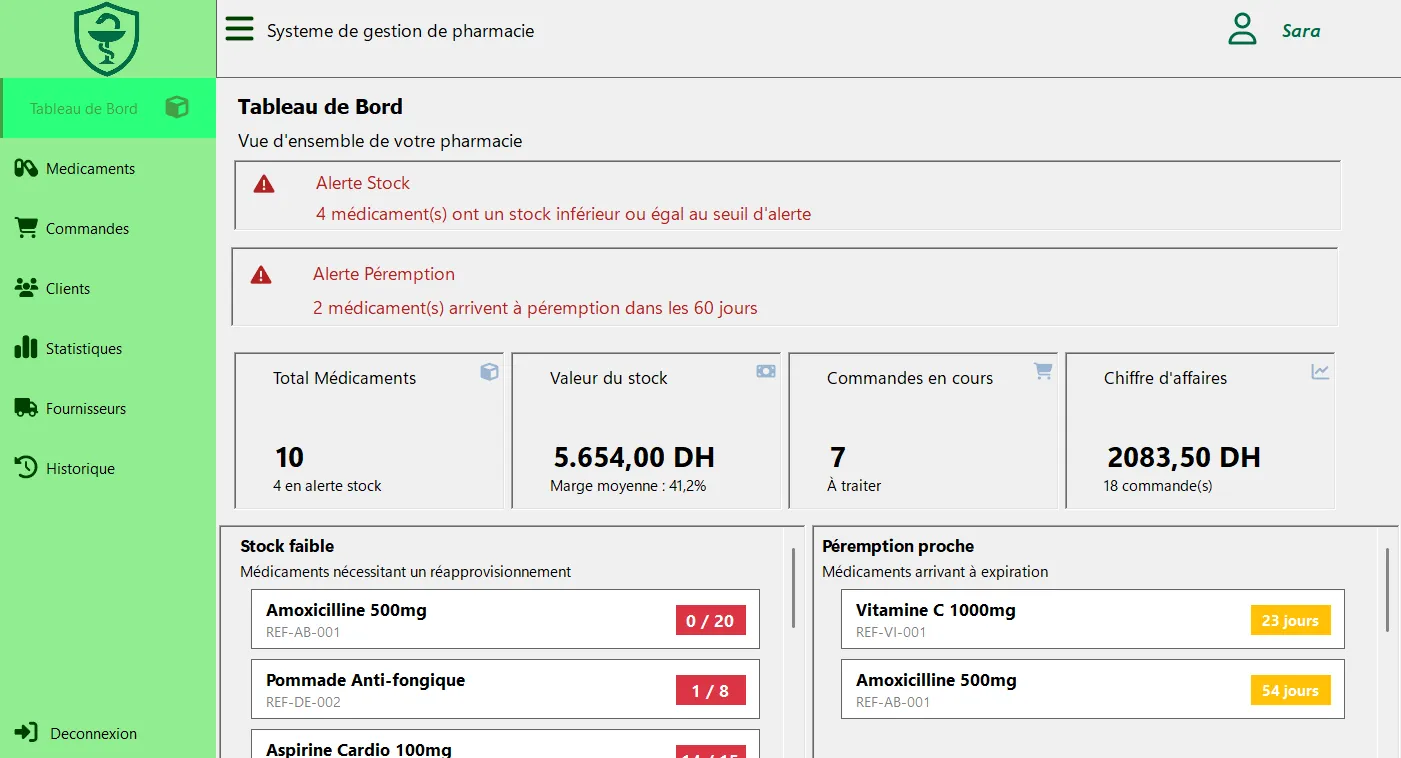 Systeme de gestion de pharmacie
Sara
Tableau de Bord
Medicaments
Commandes
Clients
Statistiques
Fournisseurs
Historique
Deconnexion
Tableau de Bord
Vue d'ensemble de votre pharmacie
Alerte Stock
4 médicament(s) ont un stock inférieur ou égal au seuil d'alerte
Alerte Péremption
2 médicament(s) arrivent à péremption dans les 60 jours
Total Médicaments
10
4 en alerte stock
Valeur du stock
5.654,00 DH
Marge moyenne : 41,2%
Commandes en cours
7
À traiter
Chiffre d'affaires
2083,50 DH
18 commande(s)
Stock faible
Médicaments nécessitant un réapprovisionnement
Amoxicilline 500mg
REF-AB-001
0 / 20
Pommade Anti-fongique
REF-DE-002
1 / 8
Aspirine Cardio 100mg
Péremption proche
Médicaments arrivant à expiration
Vitamine C 1000mg
REF-VI-001
23 jours
Amoxicilline 500mg
REF-AB-001
54 jours